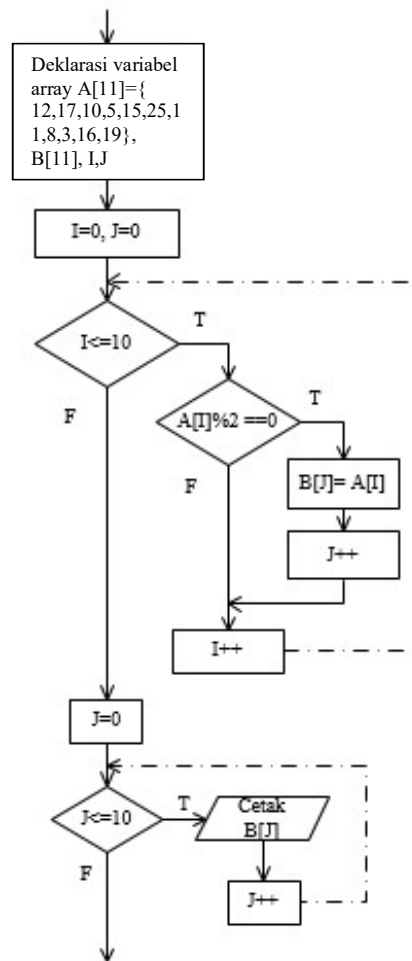 Deklarasi variabel
array A[11]={
12,17,10,5,15,25,1
1,8,3,16,19},
B[11], I,J
I=0, J=0
I<=10
T
F
A[I]%2 ==0
T
F
B[J]= A[I]
J++
I++
J=0
J<=10
T
F
Cetak
B[J]
J++